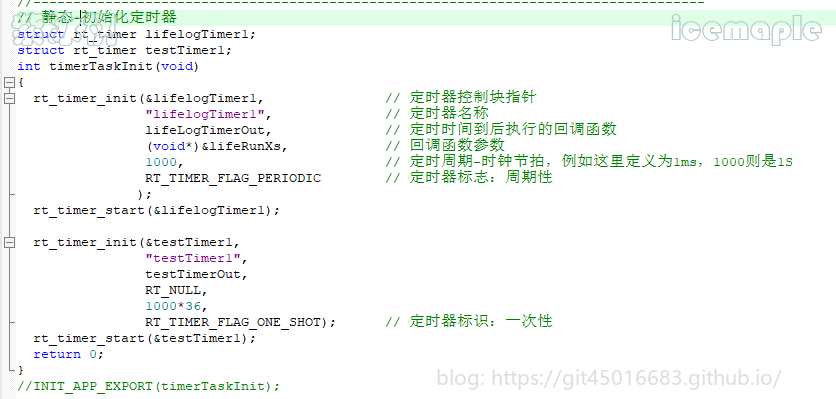 //------------------------------------------------------------------------------------
// 静态-初始化定时器
icemaple
struct rt_timer lifelogTimer1;
struct rt_timer testTimer1;
int timerTaskInit(void)
{
rt_timer_init(&lifelogTimer1, // 定时器控制块指针
"lifelogTimer1", // 定时器名称
lifeLogTimerOut, // 定时时间到后执行的回调函数
(void*)&lifeRunXs, // 回调函数参数
1000, // 定时周期-时钟节拍，例如这里定义为1ms，1000则是1S
RT_TIMER_FLAG_PERIODIC // 定时器标志：周期性
);
rt_timer_start(&lifelogTimer1);
rt_timer_init(&testTimer1,
"testTimer1",
testTimerOut,
RT_NULL,
1000*36,
RT_TIMER_FLAG_ONE_SHOT); // 定时器标识：一次性
rt_timer_start(&testTimer1);
return 0;
}
//INIT_APP_EXPORT(timerTaskInit);
blog: https://git45016683.github.io/